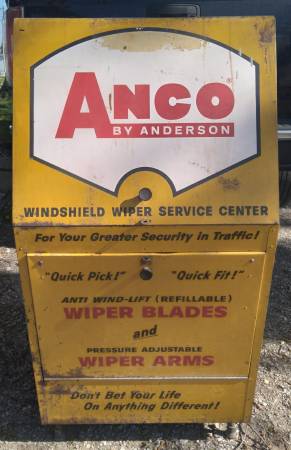 ANCO
BY ANDERSON
WINDSHIELD WIPER SERVICE CENTER
For Your Greater Security in Traffic!
"Quick Pick!" "Quick Fit!"
ANTI WIND-LIFT (REFILLABLE)
WIPER BLADES
and
PRESSURE ADJUSTABLE
WIPER ARMS
Don't Bet Your Life
On Anything Different!